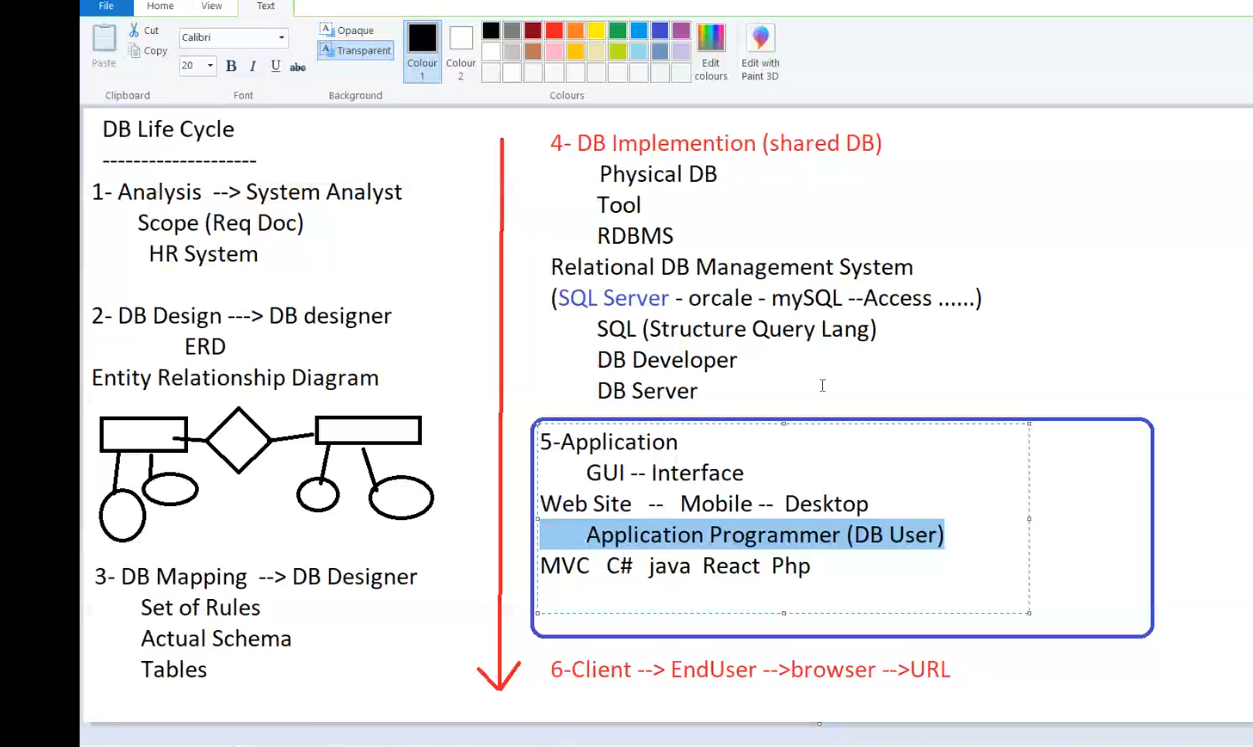 File Home View Text
Cut
Copy
Paste
Clipboard
Calibri
20 B I U abc
Font
Opaque
Transparent
Background
Colour 1
Colour 2
Edit colours
Edit with Paint 3D
Colours
DB Life Cycle
--------------------
1- Analysis --> System Analyst
Scope (Req Doc)
HR System
2- DB Design ---> DB designer
ERD
Entity Relationship Diagram
3- DB Mapping --> DB Designer
Set of Rules
Actual Schema
Tables
4- DB Implemention (shared DB)
Physical DB
Tool
RDBMS
Relational DB Management System
(SQL Server - orcale - mySQL --Access ......)
SQL (Structure Query Lang)
DB Developer
DB Server
5-Application
GUI -- Interface
Web Site -- Mobile -- Desktop
Application Programmer (DB User)
MVC C# java React Php
6-Client --> EndUser -->browser -->URL